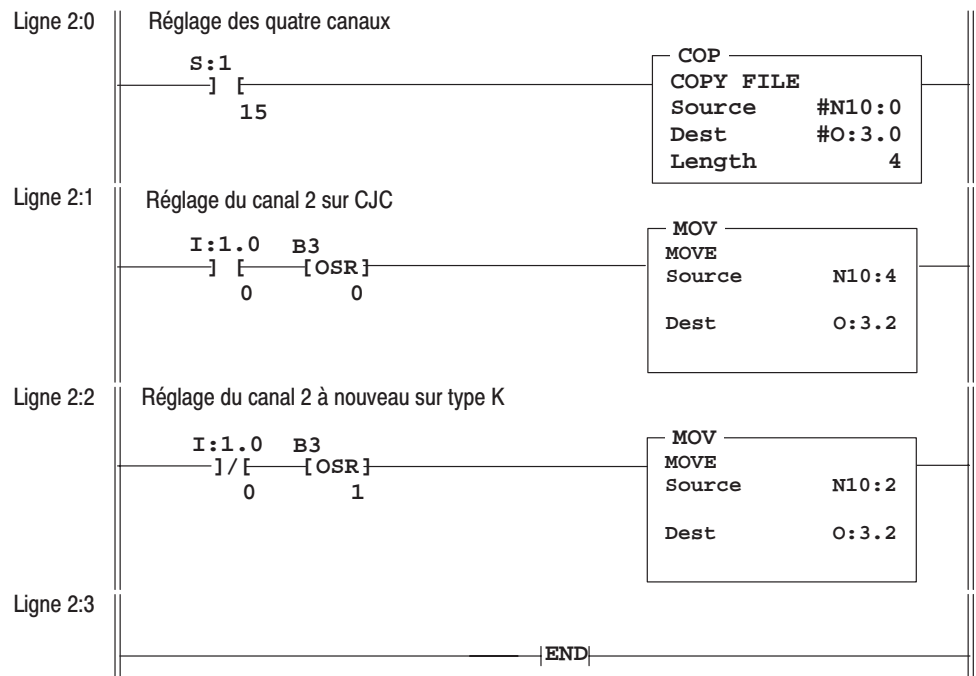 Ligne 2:0 Réglage des quatre canaux
S:1
] [
15
COP
COPY FILE
Source #N10:0
Dest #O:3.0
Length 4
Ligne 2:1 Réglage du canal 2 sur CJC
I:1.0 B3
] [ [OSR]
0 0
MOV
MOVE
Source N10:4
Dest O:3.2
Ligne 2:2 Réglage du canal 2 à nouveau sur type K
I:1.0 B3
]/[ [OSR]
0 1
MOV
MOVE
Source N10:2
Dest O:3.2
Ligne 2:3
END